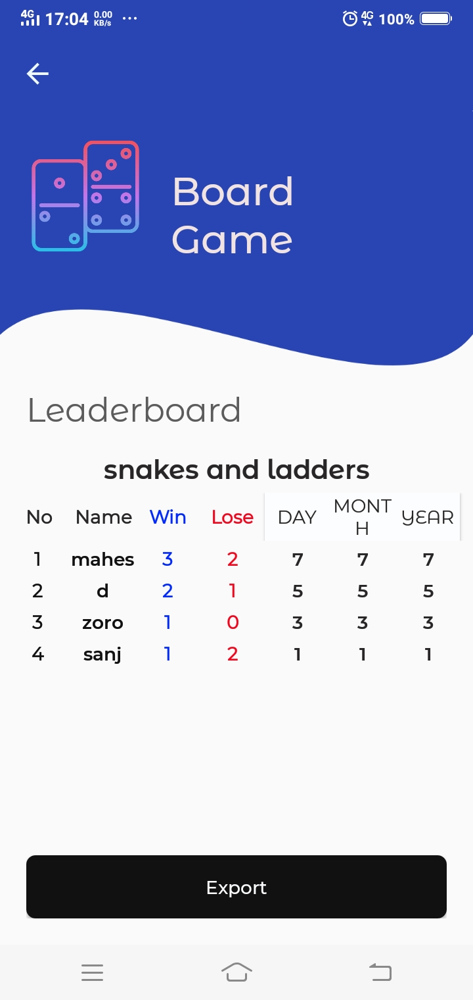 4G 17:04 0.00 KB/s ... 4G 100%
Board
Game
Leaderboard
snakes and ladders
No Name Win Lose DAY MONT
H YEAR
1 mahes 3 2 7 7 7
2 d 2 1 5 5 5
3 zoro 1 0 3 3 3
4 sanj 1 2 1 1 1
Export